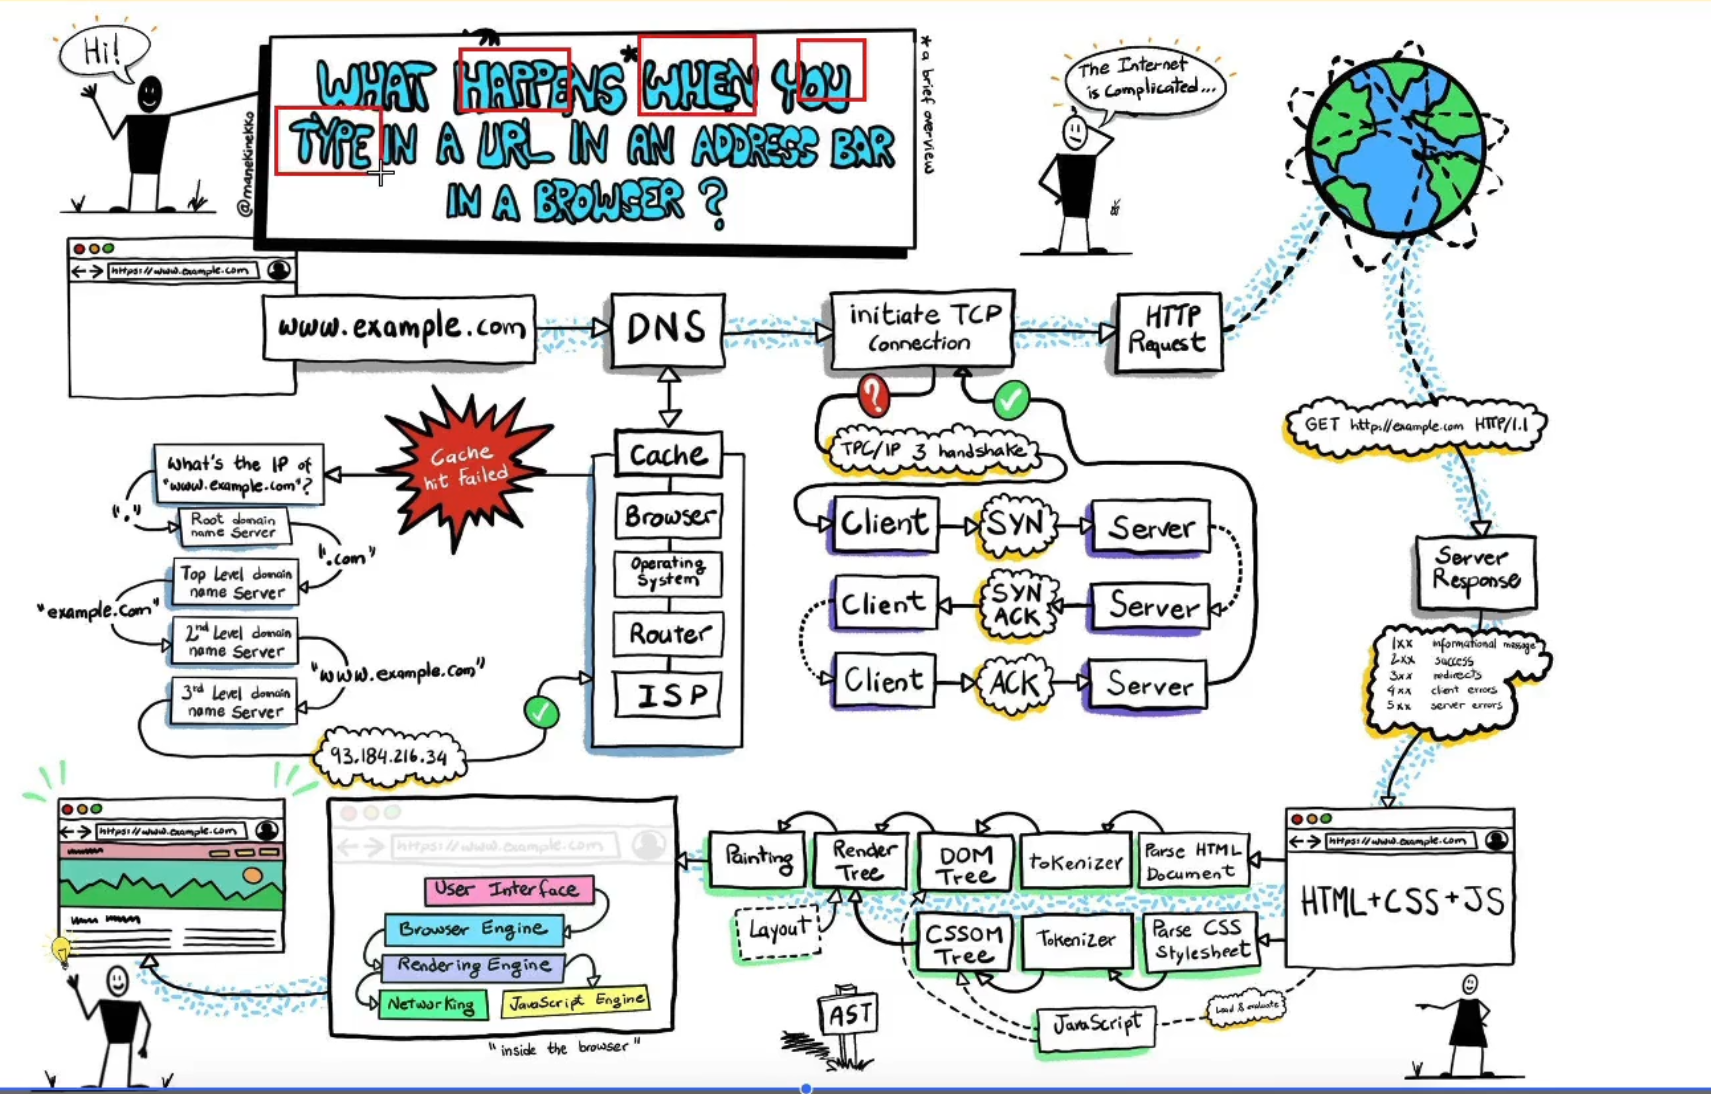 Hi!
WHAT HAPPENS* WHEN YOU
TYPE IN A URL IN AN ADDRESS BAR
IN A BROWSER ?
* a brief overview
@manekinekko
The Internet
is complicated...
https://www.example.com
www.example.com
DNS
initiate TCP
connection
HTTP
Request
Cache
Browser
Operating
System
Router
ISP
Cache
hit failed
What's the IP of
"www.example.com"?
"."
Root domain
name Server
".com"
Top Level domain
name Server
"example.com"
2nd Level domain
name Server
"www.example.com"
3rd Level domain
name Server
93.184.216.34
?
TPC/IP 3 handshake
Client
SYN
Server
Client
SYN
ACK
Server
Client
ACK
Server
GET http://example.com HTTP/1.1
Server
Response
1xx informational message
2xx success
3xx redirects
4xx client errors
5xx server errors
https://www.example.com
HTML+CSS+JS
Parse HTML
Document
tokenizer
DOM
Tree
Render
Tree
Painting
Layout
Parse CSS
Stylesheet
Tokenizer
CSSOM
Tree
JavaScript
Load & evaluate
AST
https://www.example.com
User Interface
Browser Engine
Rendering Engine
Networking
JavaScript Engine
"inside the browser"
https://www.example.com